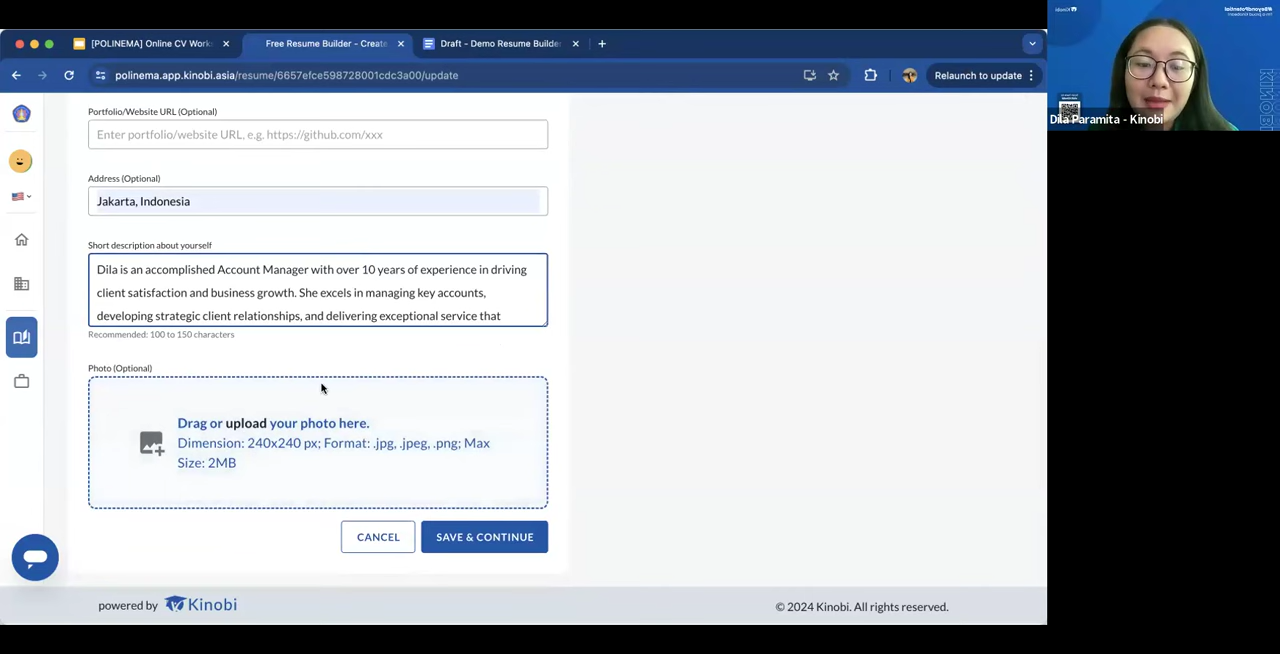 [POLINEMA] Online CV Work
Free Resume Builder - Create
Draft - Demo Resume Builde
polinema.app.kinobi.asia/resume/6657efce598728001cdc3a00/update
Relaunch to update
Portfolio/Website URL (Optional)
Enter portfolio/website URL, e.g. https://github.com/xxx
Address (Optional)
Jakarta, Indonesia
Short description about yourself
Dila is an accomplished Account Manager with over 10 years of experience in driving
client satisfaction and business growth. She excels in managing key accounts,
developing strategic client relationships, and delivering exceptional service that
Recommended: 100 to 150 characters
Photo (Optional)
Drag or upload your photo here.
Dimension: 240x240 px; Format: .jpg, .jpeg, .png; Max
Size: 2MB
CANCEL
SAVE & CONTINUE
powered by Kinobi
© 2024 Kinobi. All rights reserved.
KINOBI
Dila Paramita - Kinobi